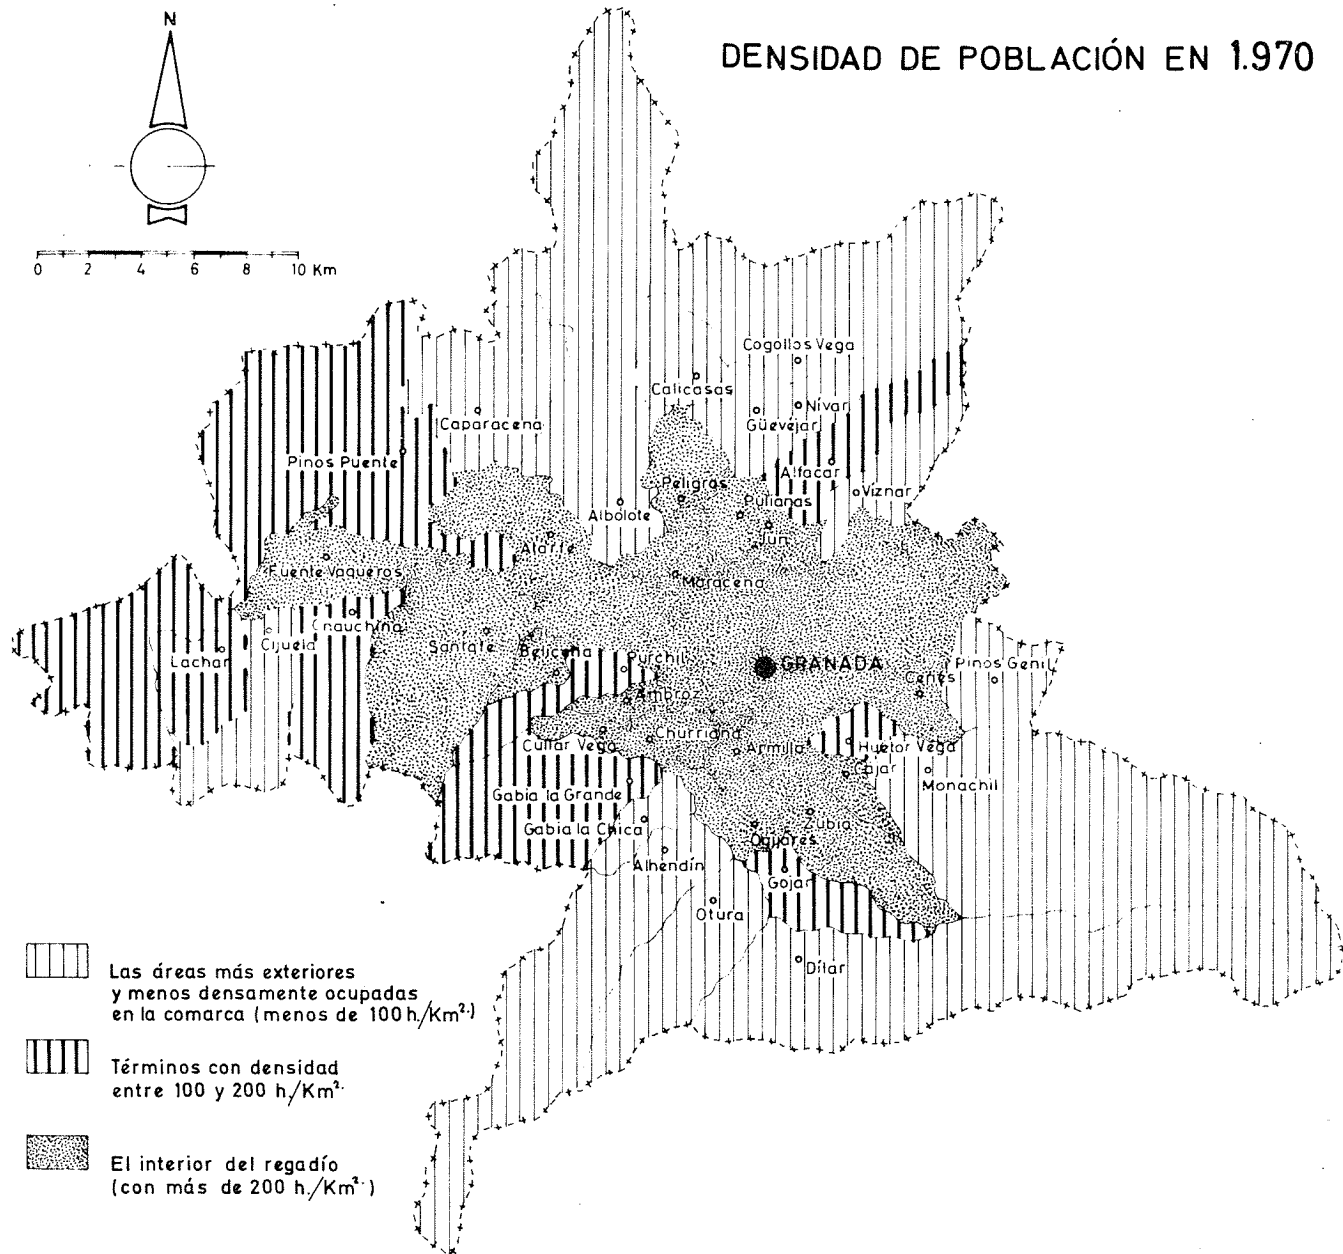 N
DENSIDAD DE POBLACIÓN EN 1.970
0 2 4 6 8 10 Km
Cogollos Vega
Calicasas
Nívar
Güevéjar
Caparacena
Pinos Puente
Alfacar
Víznar
Peligros
Pulianas
Albolote
Jun
Atarfe
Fuente Vaqueros
Maracena
Chauchina
Cijuela
Santafe
Lachar
Belicena
Purchil
GRANADA
Pinos Genil
Cenes
Ambroz
Cullar Vega
Churriana
Armilla
Huetor Vega
Cajar
Monachil
Gabia la Grande
Gabia la Chica
Zubia
Ogíjares
Alhendín
Gojar
Otura
Dílar
Las áreas más exteriores
y menos densamente ocupadas
en la comarca (menos de 100 h./Km².)
Términos con densidad
entre 100 y 200 h./Km².
El interior del regadío
(con más de 200 h./Km².)